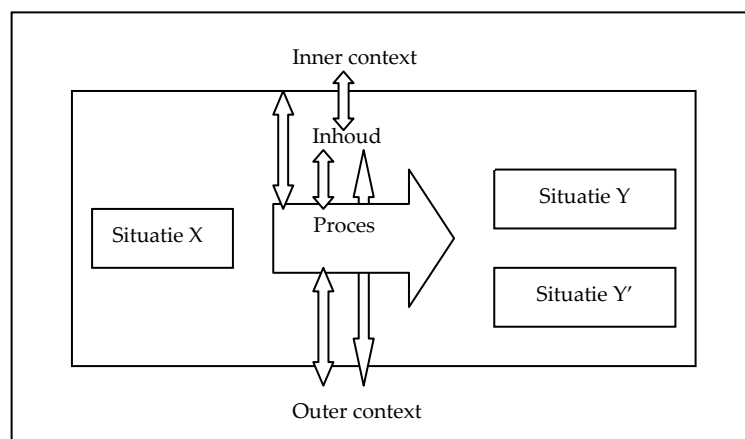 Inner context
Inhoud
Situatie Y
Situatie X
Proces
Situatie Y’
Outer context